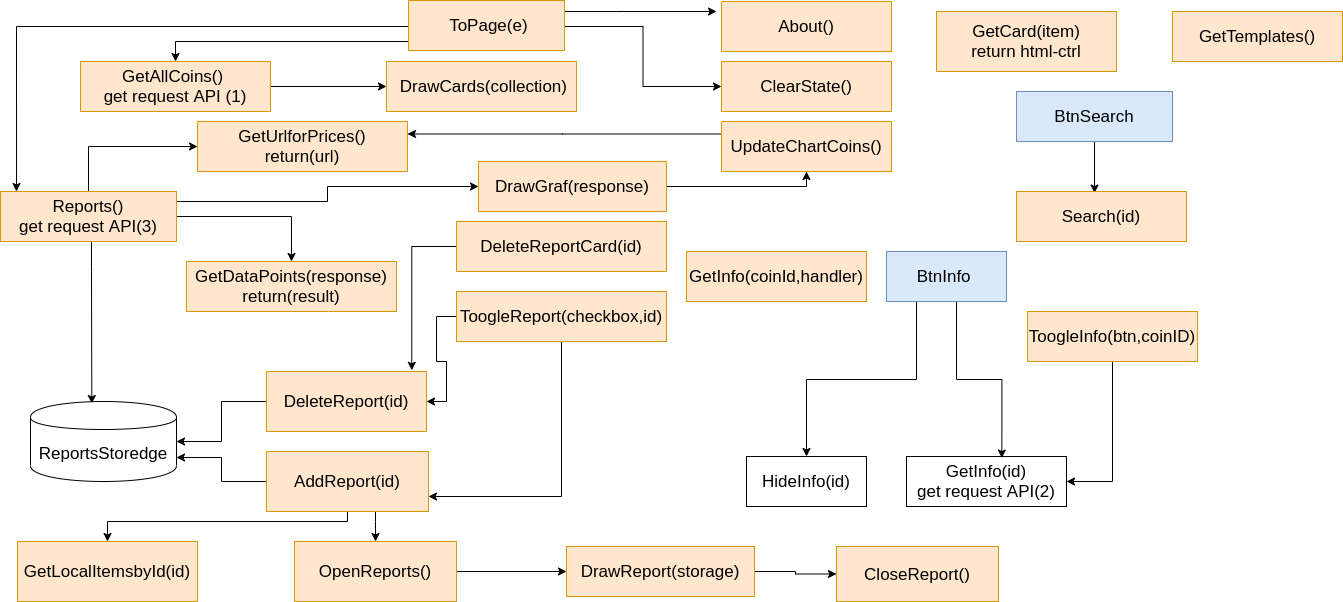 ToPage(e)
About()
GetCard(item)
return html-ctrl
GetTemplates()
GetAllCoins()
get request API (1)
DrawCards(collection)
ClearState()
BtnSearch
GetUrlforPrices()
return(url)
UpdateChartCoins()
DrawGraf(response)
Reports()
get request API(3)
Search(id)
DeleteReportCard(id)
GetDataPoints(response)
return(result)
GetInfo(coinId,handler)
BtnInfo
ToogleReport(checkbox,id)
ToogleInfo(btn,coinID)
DeleteReport(id)
ReportsStoredge
AddReport(id)
HideInfo(id)
GetInfo(id)
get request API(2)
GetLocalItemsbyId(id)
OpenReports()
DrawReport(storage)
CloseReport()